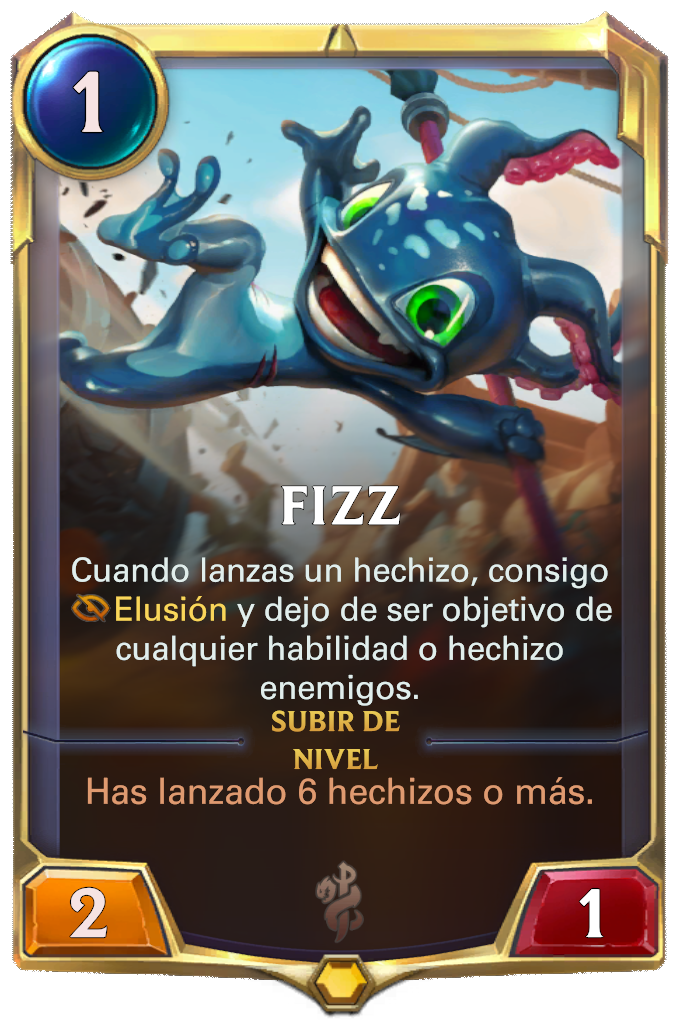 1
FIZZ
Cuando lanzas un hechizo, consigo
Elusión y dejo de ser objetivo de
cualquier habilidad o hechizo
enemigos.
SUBIR DE
NIVEL
Has lanzado 6 hechizos o más.
2
1